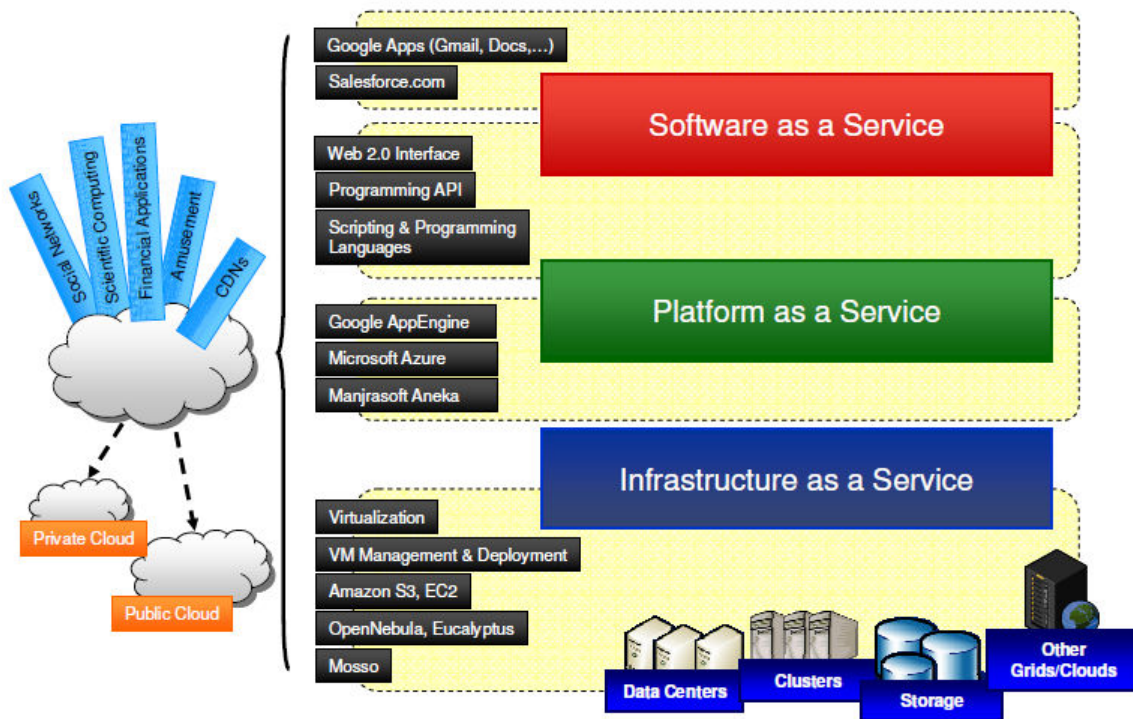 Google Apps (Gmail, Docs,...)
Salesforce.com
Software as a Service
Web 2.0 Interface
Programming API
Scripting & Programming
Languages
Platform as a Service
Google AppEngine
Microsoft Azure
Manjrasoft Aneka
Infrastructure as a Service
Virtualization
VM Management & Deployment
Amazon S3, EC2
OpenNebula, Eucalyptus
Mosso
Data Centers
Clusters
Storage
Other
Grids/Clouds
Social Networks
Scientific Computing
Financial Applications
Amusement
CDNs
Private Cloud
Public Cloud